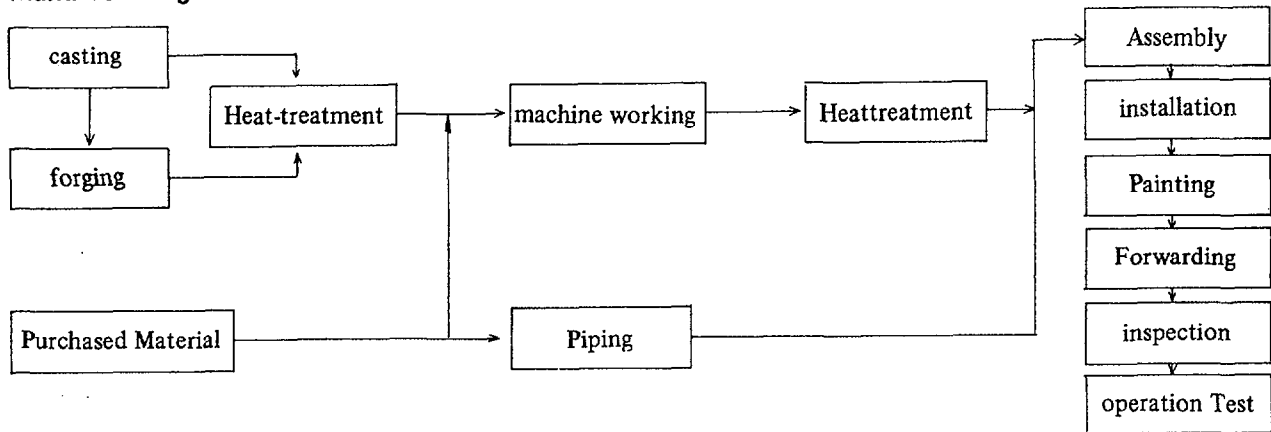 casting
Assembly
Heat-treatment
machine working
Heattreatment
installation
forging
Painting
Forwarding
Purchased Material
Piping
inspection
operation Test